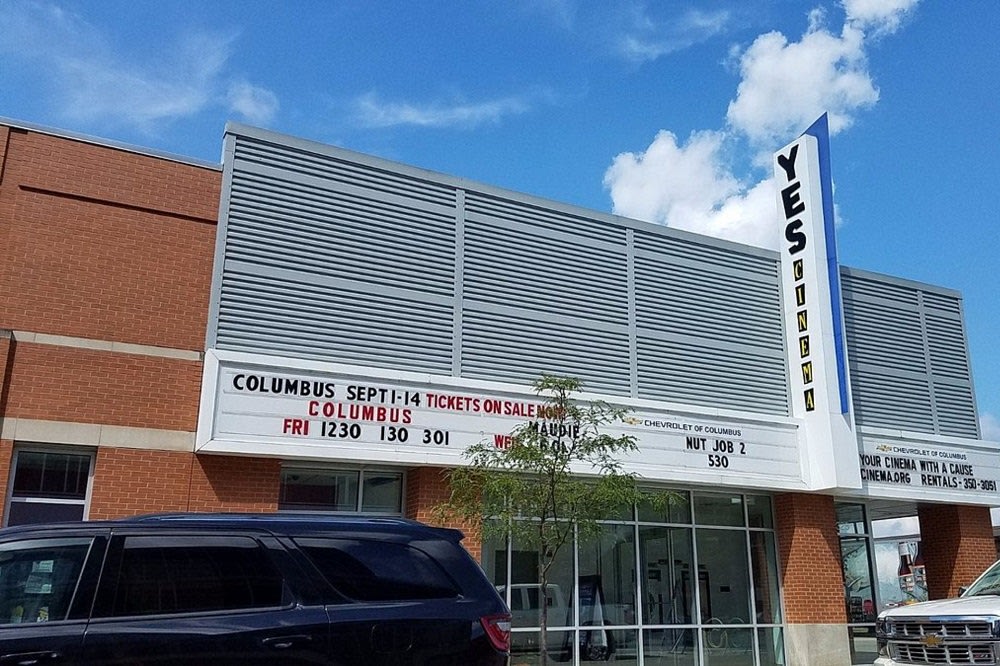 COLUMBUS SEPT 1-14 TICKETS ON SALE NOW
COLUMBUS
FRI 1230 130 301
MAUDIE
CHEVROLET OF COLUMBUS
NUT JOB 2
530
YES
CINEMA
CHEVROLET OF COLUMBUS
YOUR CINEMA WITH A CAUSE
CINEMA.ORG RENTALS-350-3051